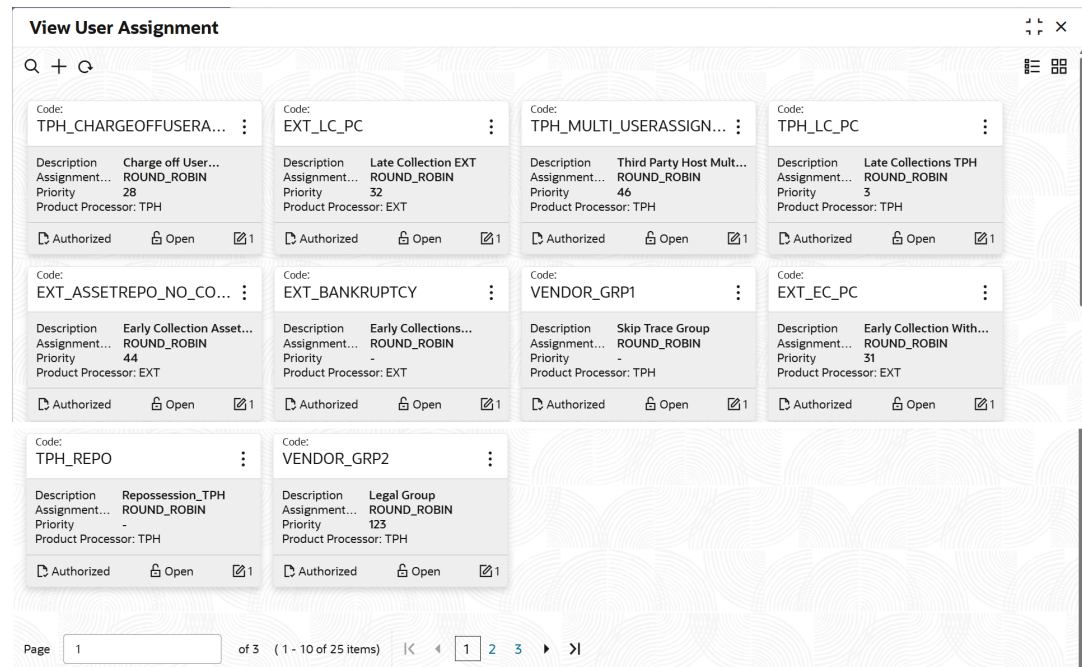 View User Assignment
Code:
TPH_CHARGEOFFUSERA...
Description Charge off User...
Assignment... ROUND_ROBIN
Priority 28
Product Processor: TPH
Authorized Open 1
Code:
EXT_LC_PC
Description Late Collection EXT
Assignment... ROUND_ROBIN
Priority 32
Product Processor: EXT
Authorized Open 1
Code:
TPH_MULTI_USERASSIGN...
Description Third Party Host Mult...
Assignment... ROUND_ROBIN
Priority 46
Product Processor: TPH
Authorized Open 1
Code:
TPH_LC_PC
Description Late Collections TPH
Assignment... ROUND_ROBIN
Priority 3
Product Processor: TPH
Authorized Open 1
Code:
EXT_ASSETREPO_NO_CO...
Description Early Collection Asset...
Assignment... ROUND_ROBIN
Priority 44
Product Processor: EXT
Authorized Open 1
Code:
EXT_BANKRUPTCY
Description Early Collections...
Assignment... ROUND_ROBIN
Priority -
Product Processor: EXT
Authorized Open 1
Code:
VENDOR_GRP1
Description Skip Trace Group
Assignment... ROUND_ROBIN
Priority -
Product Processor: TPH
Authorized Open 1
Code:
EXT_EC_PC
Description Early Collection With...
Assignment... ROUND_ROBIN
Priority 31
Product Processor: EXT
Authorized Open 1
Code:
TPH_REPO
Description Repossession_TPH
Assignment... ROUND_ROBIN
Priority -
Product Processor: TPH
Authorized Open 1
Code:
VENDOR_GRP2
Description Legal Group
Assignment... ROUND_ROBIN
Priority 123
Product Processor: TPH
Authorized Open 1
Page 1 of 3 ( 1 - 10 of 25 items) 1 2 3